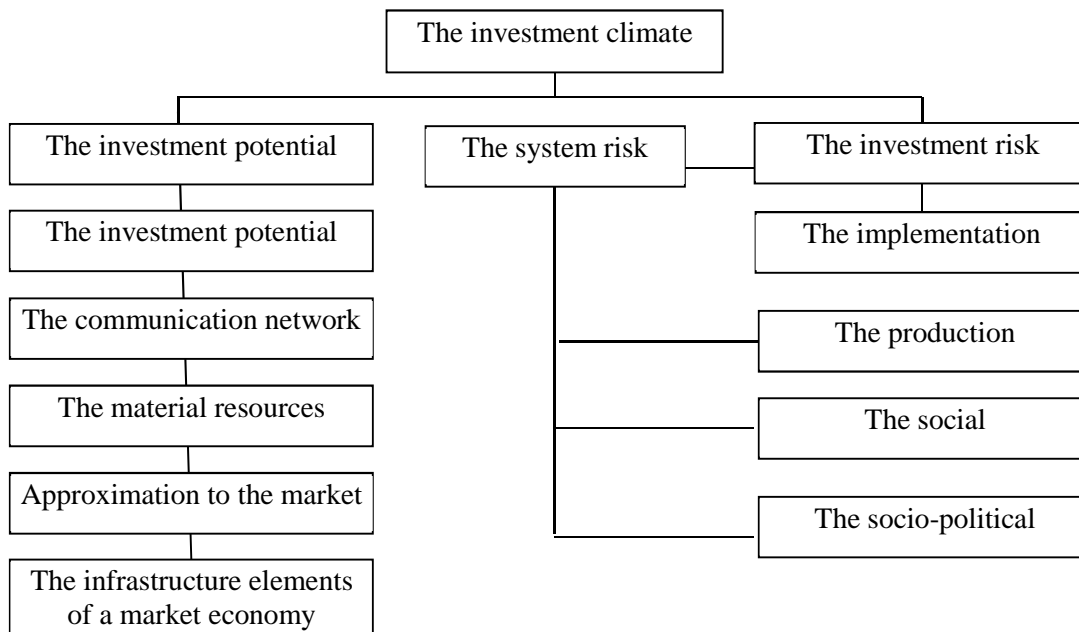 The investment climate
The investment potential
The system risk
The investment risk
The investment potential
The implementation
The communication network
The production
The material resources
The social
Approximation to the market
The socio-political
The infrastructure elements
of a market economy